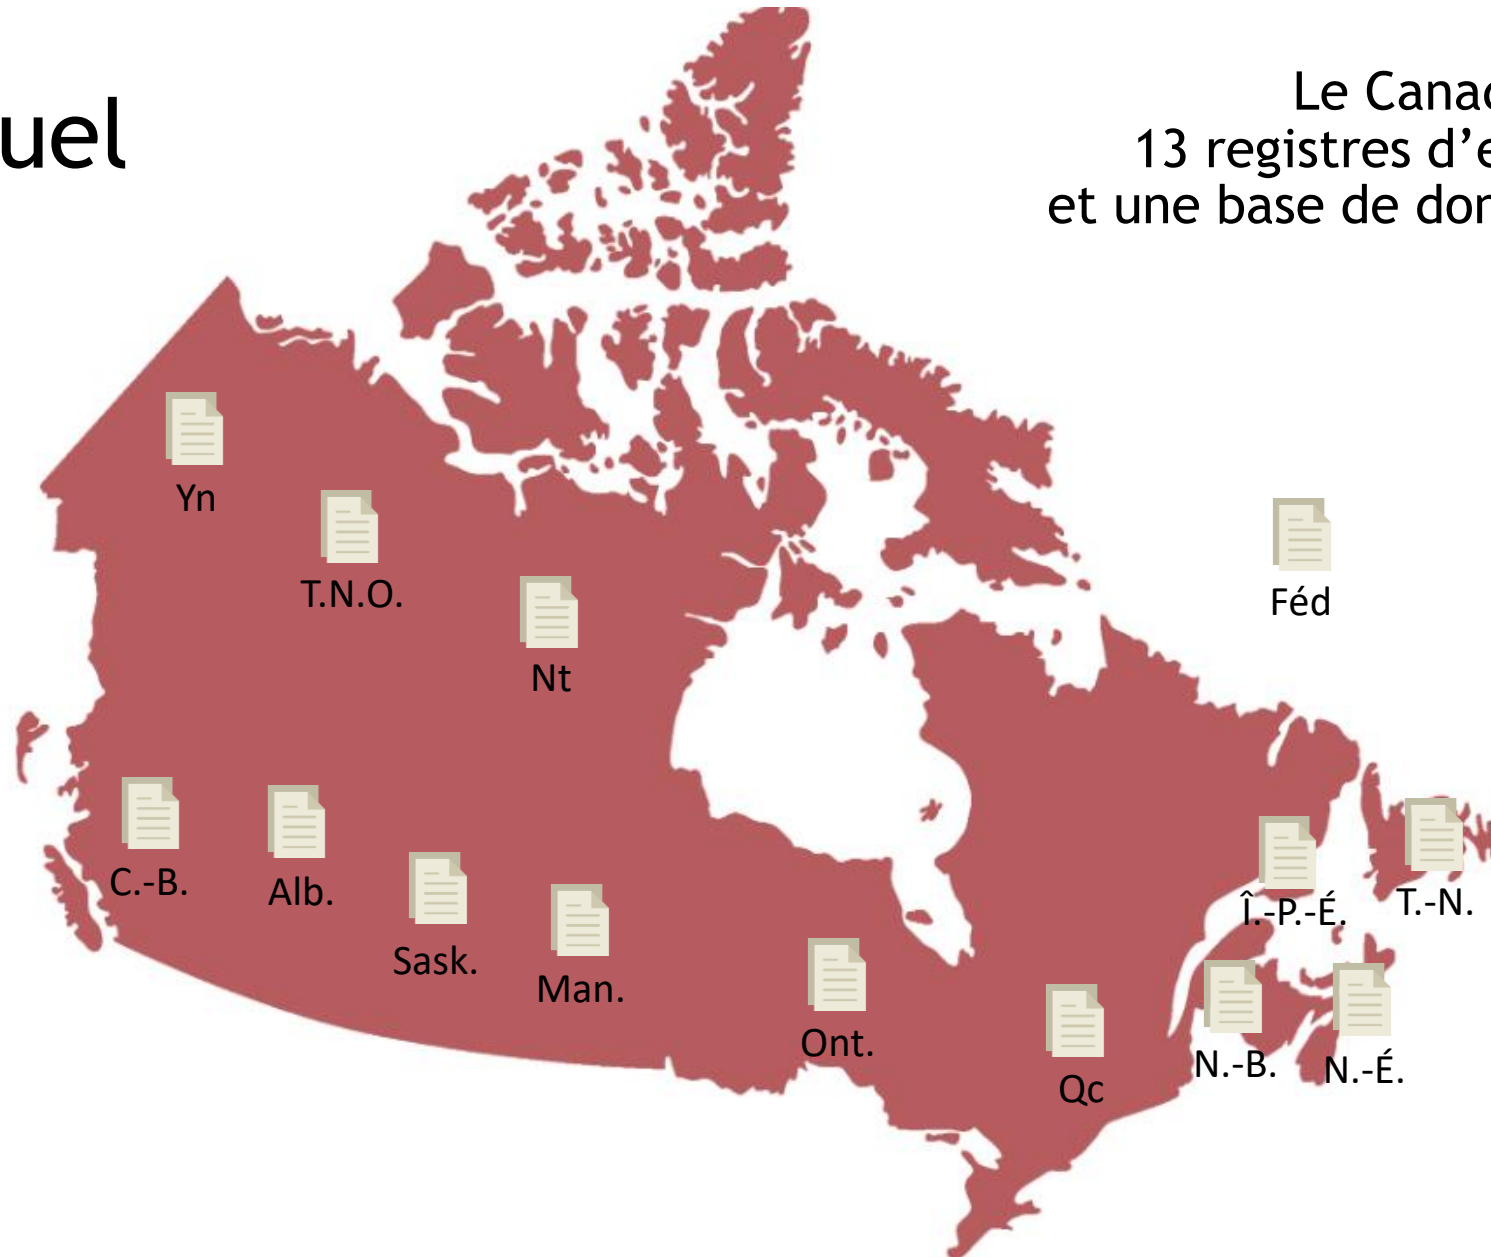 uel
Le Canad
13 registres d’e
et une base de don
Yn
T.N.O.
Nt
Féd
C.-B.
Alb.
Sask.
Man.
Ont.
Qc
Î.-P.-É.
T.-N.
N.-B.
N.-É.